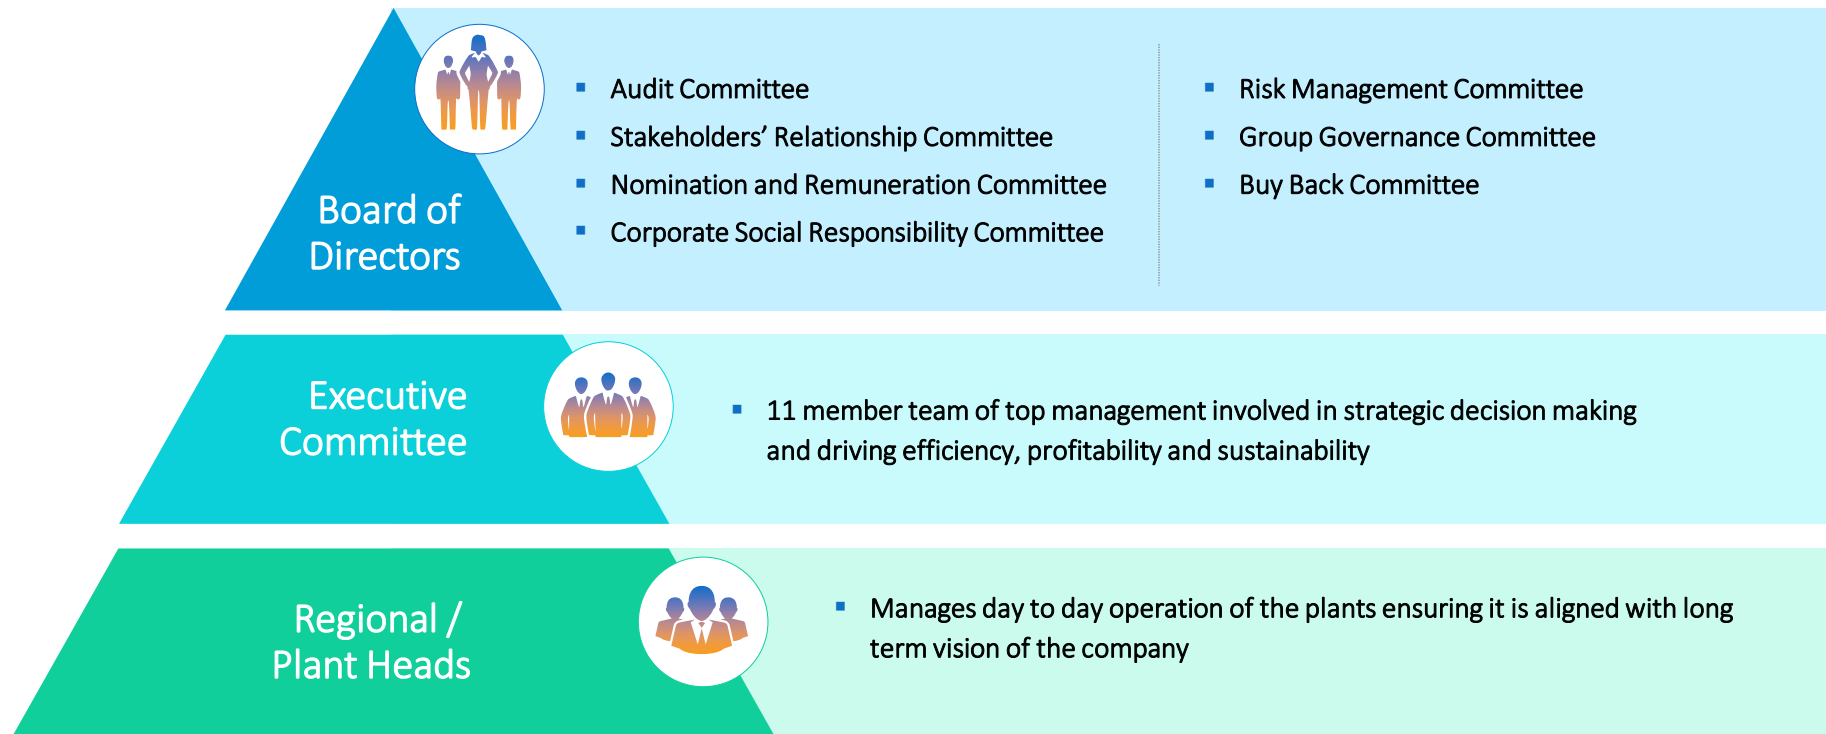 Board of
Directors
▪ Audit Committee
▪ Stakeholders’ Relationship Committee
▪ Nomination and Remuneration Committee
▪ Corporate Social Responsibility Committee
▪ Risk Management Committee
▪ Group Governance Committee
▪ Buy Back Committee
Executive
Committee
▪ 11 member team of top management involved in strategic decision making
and driving efficiency, profitability and sustainability
Regional /
Plant Heads
▪ Manages day to day operation of the plants ensuring it is aligned with long
term vision of the company